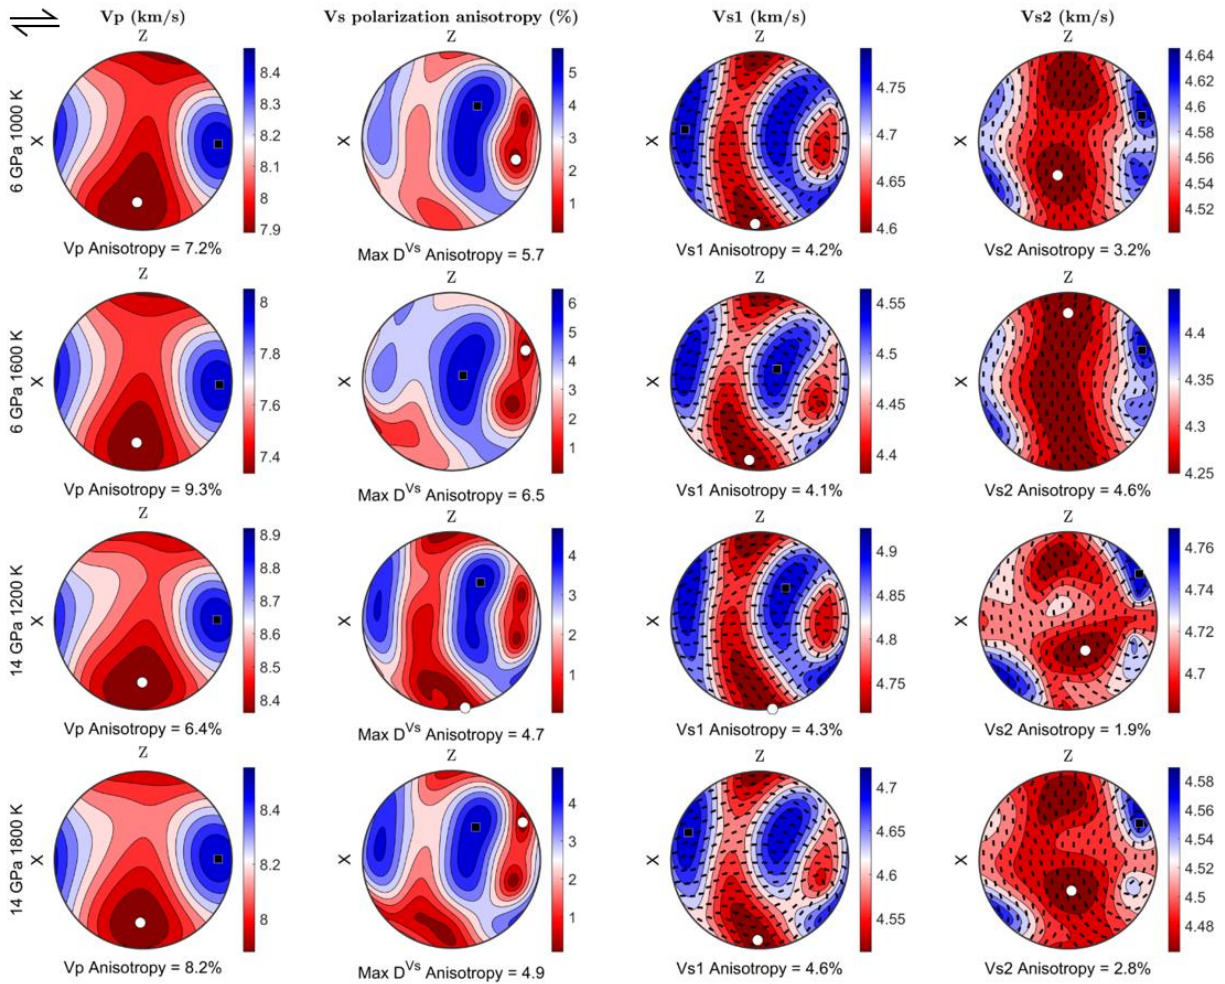 Vp (km/s) Vs polarization anisotropy (%) Vs1 (km/s) Vs2 (km/s)
Z Z Z Z
6 GPa 1000 K
X X X X
8.4 8.3 8.2 8.1 8 7.9
5 4 3 2 1
4.75 4.7 4.65 4.6
4.64 4.62 4.6 4.58 4.56 4.54 4.52
Vp Anisotropy = 7.2% Max D^Vs Anisotropy = 5.7 Vs1 Anisotropy = 4.2% Vs2 Anisotropy = 3.2%
Z Z Z Z
6 GPa 1600 K
X X X X
8 7.8 7.6 7.4
6 5 4 3 2 1
4.55 4.5 4.45 4.4
4.4 4.35 4.3 4.25
Vp Anisotropy = 9.3% Max D^Vs Anisotropy = 6.5 Vs1 Anisotropy = 4.1% Vs2 Anisotropy = 4.6%
Z Z Z Z
14 GPa 1200 K
X X X X
8.9 8.8 8.7 8.6 8.5 8.4
4 3 2 1
4.9 4.85 4.8 4.75
4.76 4.74 4.72 4.7
Vp Anisotropy = 6.4% Max D^Vs Anisotropy = 4.7 Vs1 Anisotropy = 4.3% Vs2 Anisotropy = 1.9%
Z Z Z Z
14 GPa 1800 K
X X X X
8.4 8.2 8
4 3 2 1
4.7 4.65 4.6 4.55
4.58 4.56 4.54 4.52 4.5 4.48
Vp Anisotropy = 8.2% Max D^Vs Anisotropy = 4.9 Vs1 Anisotropy = 4.6% Vs2 Anisotropy = 2.8%